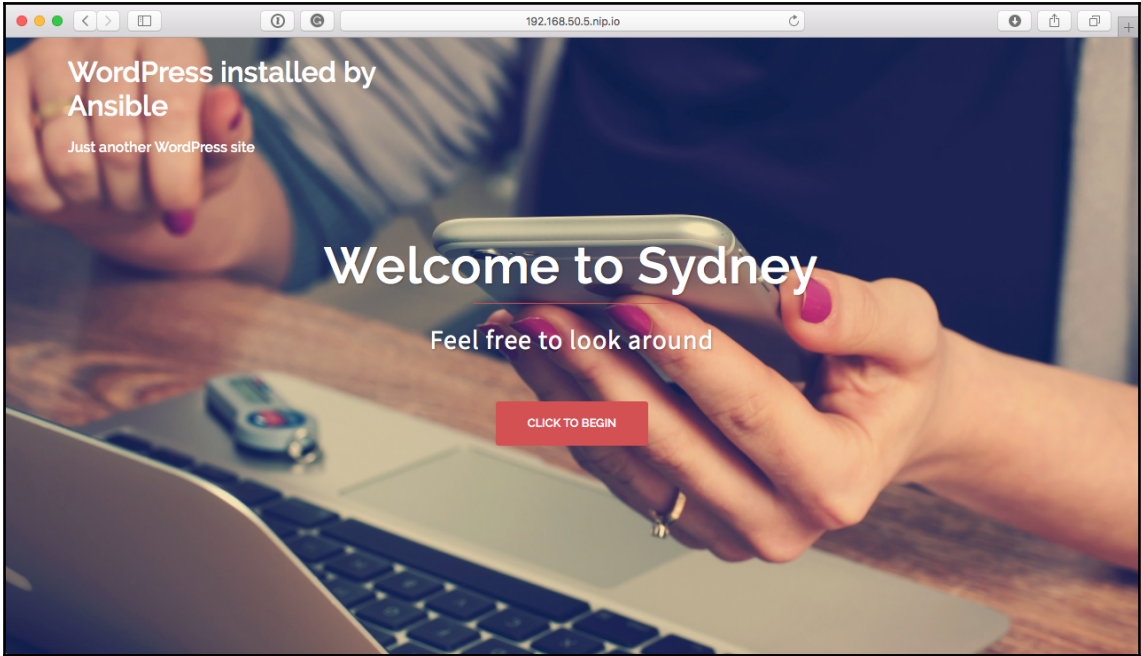 192.168.50.5.nip.io
WordPress installed by
Ansible
Just another WordPress site
Welcome to Sydney
Feel free to look around
CLICK TO BEGIN